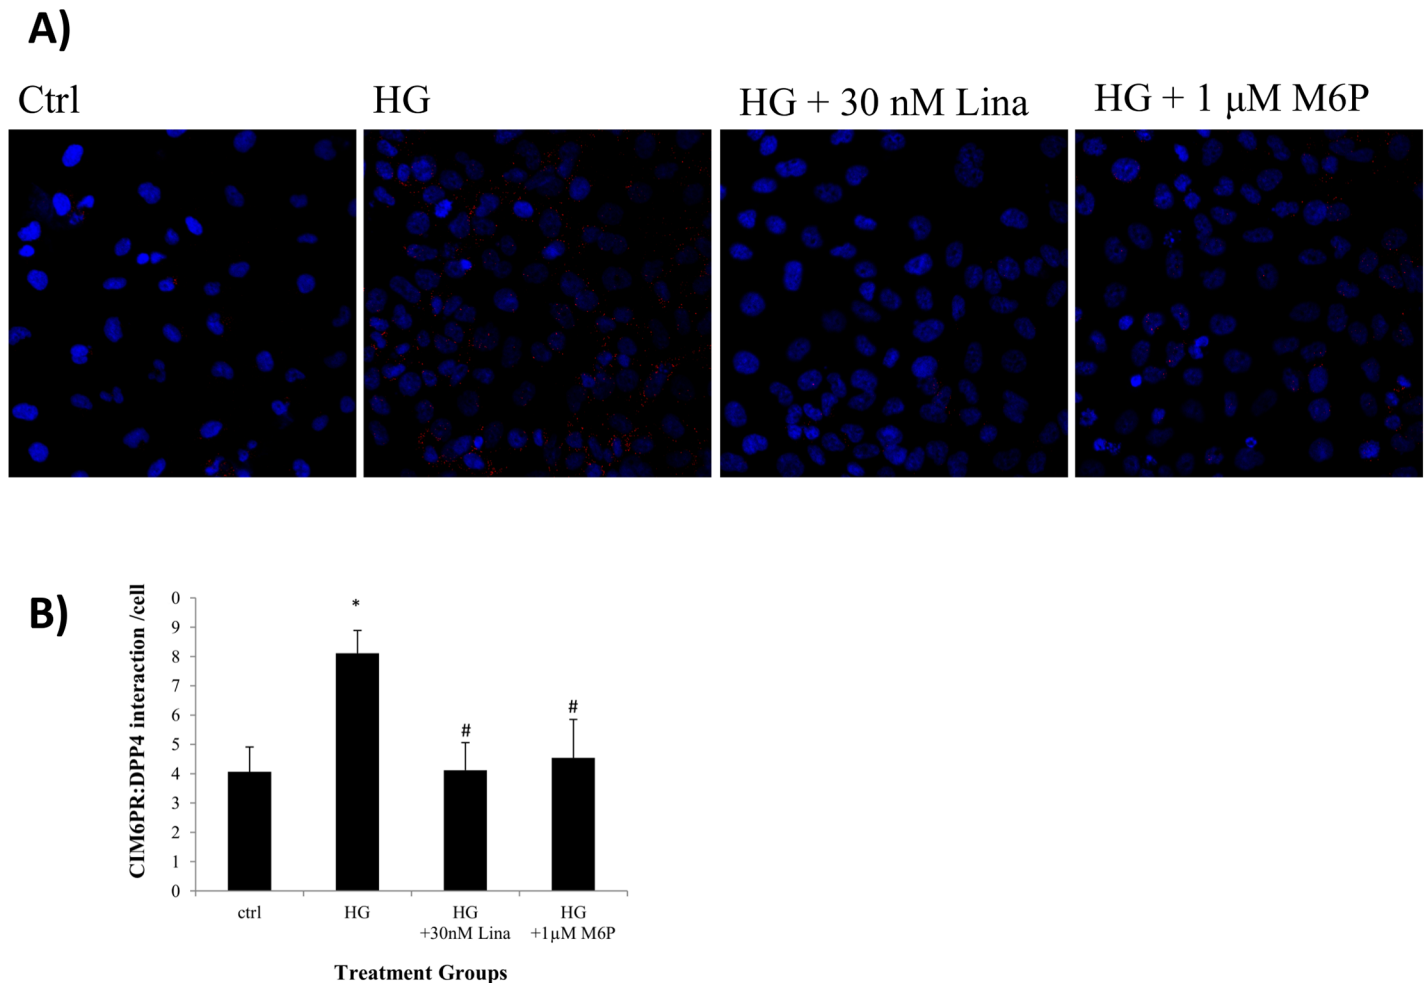 A)
Ctrl
HG
HG + 30 nM Lina
HG + 1 μM M6P
B)
CIM6PR:DPP4 interaction /cell
0
9
8
7
6
5
4
3
2
1
0
*
#
#
ctrl
HG
HG
+30nM Lina
HG
+1μM M6P
Treatment Groups